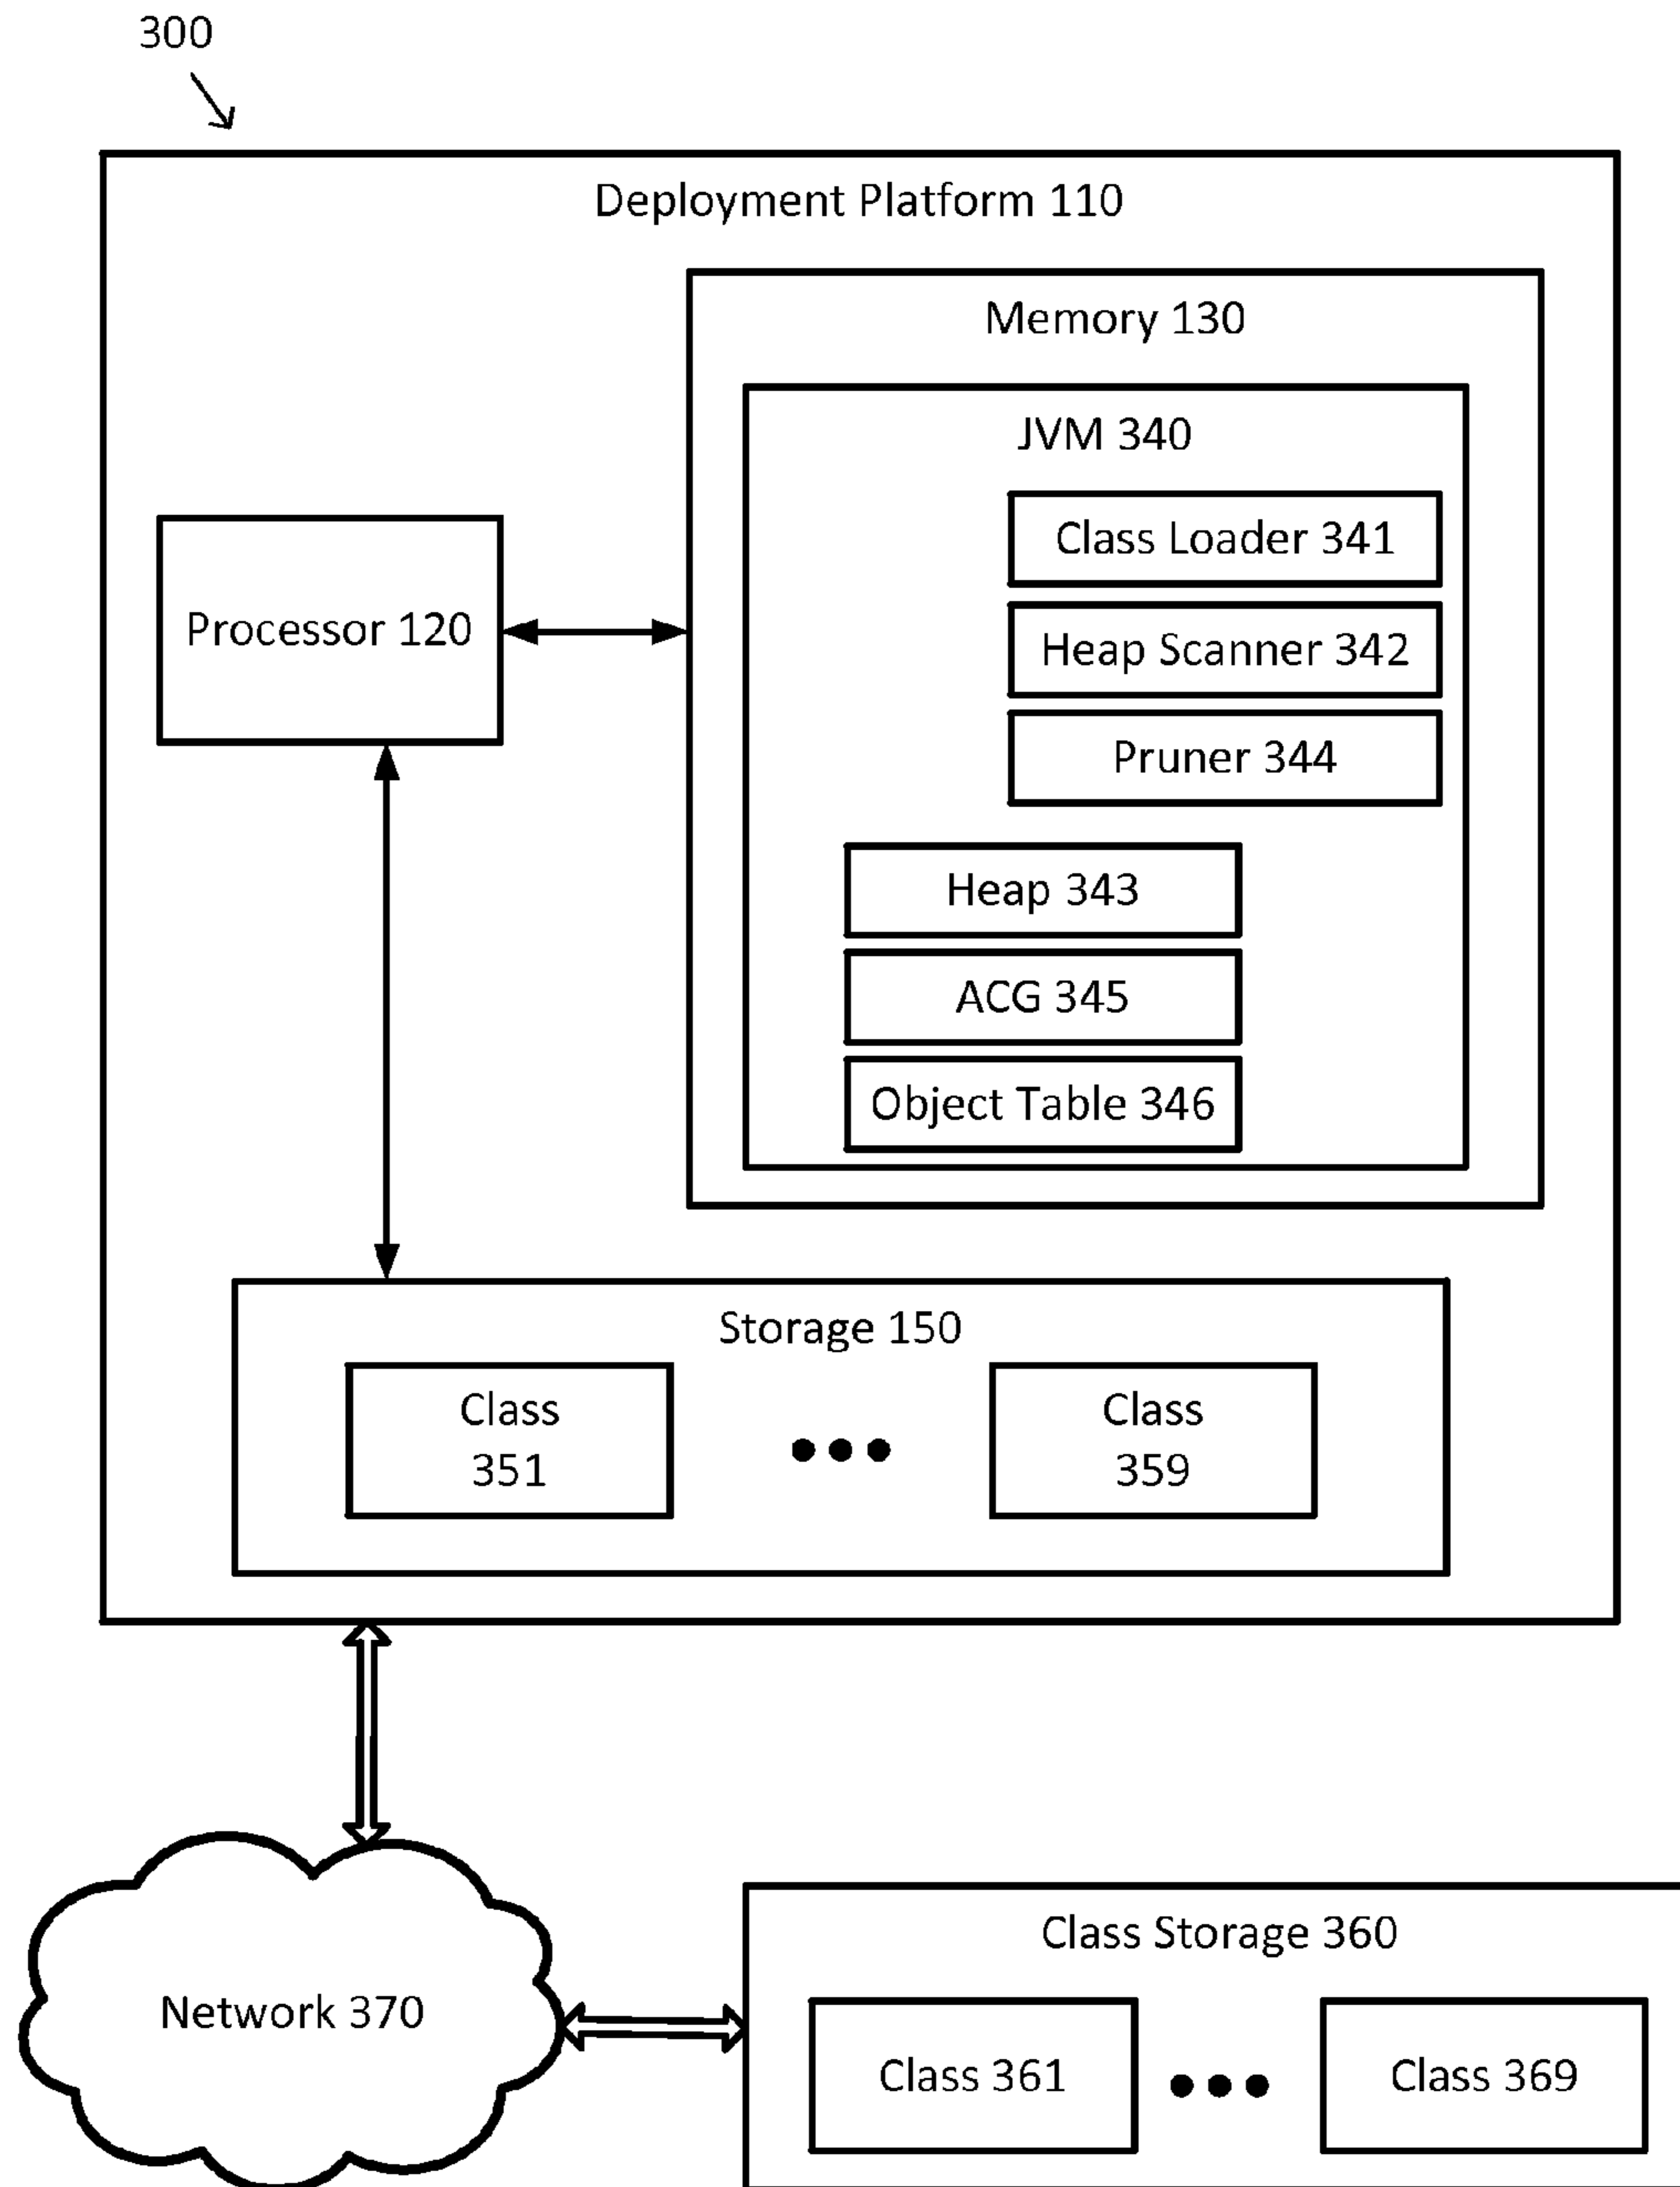 300
Deployment Platform 110
Memory 130
JVM 340
Class Loader 341
Processor 120
Heap Scanner 342
Pruner 344
Heap 343
ACG 345
Object Table 346
Storage 150
Class
351
Class
359
Class Storage 360
Network 370
Class 361
Class 369